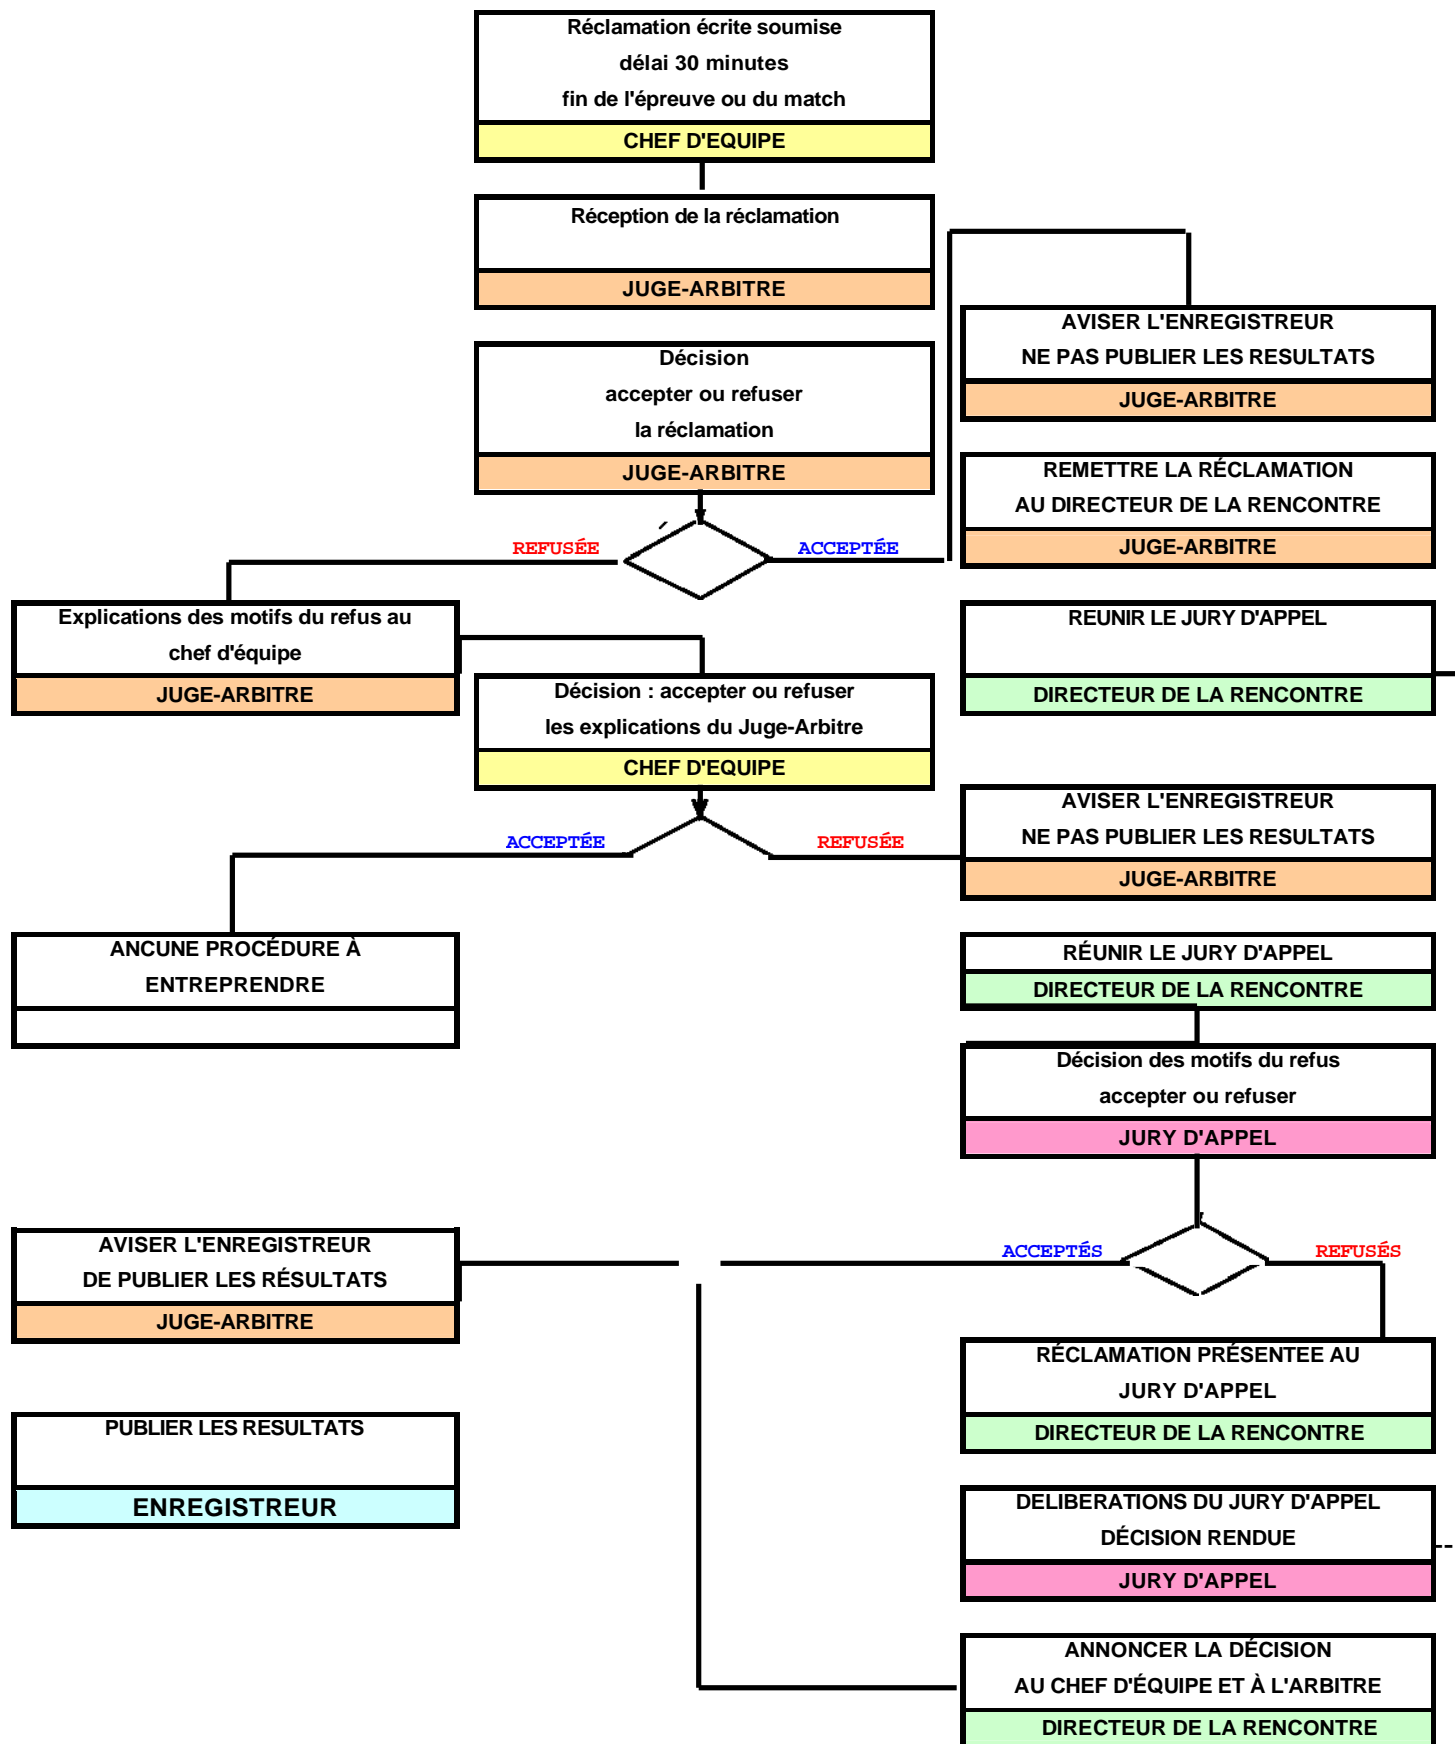 Réclamation écrite soumise
délai 30 minutes
fin de l'épreuve ou du match
CHEF D'EQUIPE
Réception de la réclamation
JUGE-ARBITRE
Décision
accepter ou refuser
la réclamation
JUGE-ARBITRE
AVISER L'ENREGISTREUR
NE PAS PUBLIER LES RESULTATS
JUGE-ARBITRE
REMETTRE LA RÉCLAMATION
AU DIRECTEUR DE LA RENCONTRE
JUGE-ARBITRE
REFUSÉE
ACCEPTÉE
Explications des motifs du refus au
chef d'équipe
JUGE-ARBITRE
REUNIR LE JURY D'APPEL
DIRECTEUR DE LA RENCONTRE
Décision : accepter ou refuser
les explications du Juge-Arbitre
CHEF D'EQUIPE
ACCEPTÉE
REFUSÉE
AVISER L'ENREGISTREUR
NE PAS PUBLIER LES RESULTATS
JUGE-ARBITRE
ANCUNE PROCÉDURE À
ENTREPRENDRE
RÉUNIR LE JURY D'APPEL
DIRECTEUR DE LA RENCONTRE
Décision des motifs du refus
accepter ou refuser
JURY D'APPEL
ACCEPTÉS
REFUSÉS
AVISER L'ENREGISTREUR
DE PUBLIER LES RÉSULTATS
JUGE-ARBITRE
RÉCLAMATION PRÉSENTEE AU
JURY D'APPEL
DIRECTEUR DE LA RENCONTRE
PUBLIER LES RESULTATS
ENREGISTREUR
DELIBERATIONS DU JURY D'APPEL
DÉCISION RENDUE
JURY D'APPEL
ANNONCER LA DÉCISION
AU CHEF D'ÉQUIPE ET À L'ARBITRE
DIRECTEUR DE LA RENCONTRE